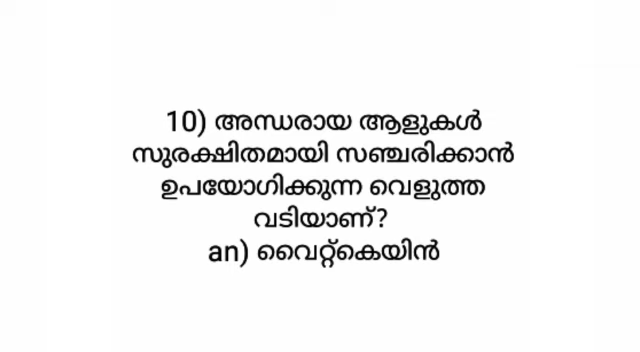 10) അന്ധരായ ആളുകൾ
സുരക്ഷിതമായി സഞ്ചരിക്കാൻ
ഉപയോഗിക്കുന്ന വെളുത്ത
വടിയാണ്?
an) വൈറ്റ്കെയിൻ